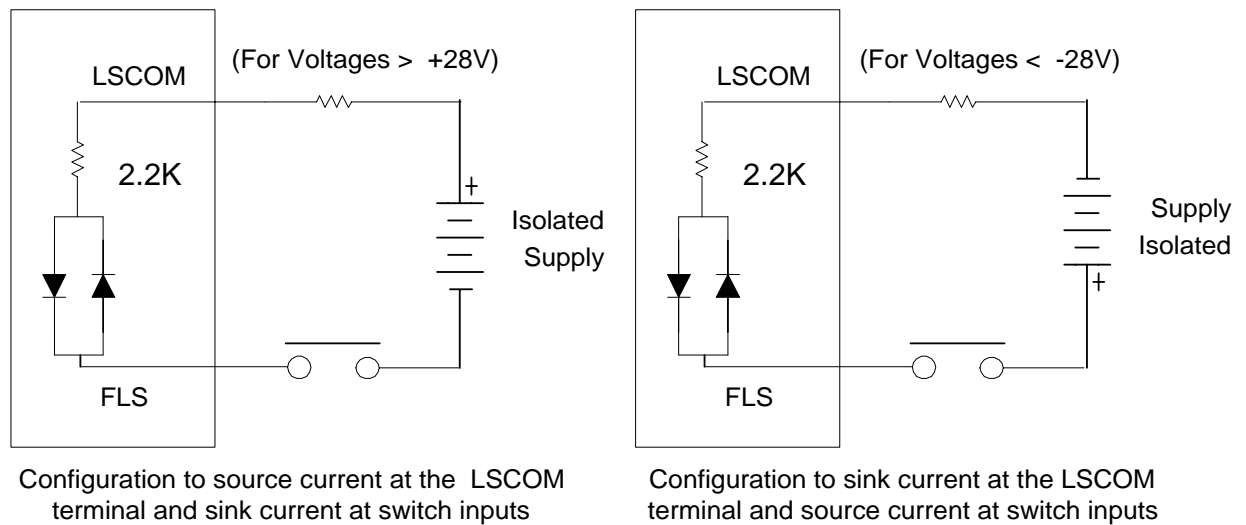 (For Voltages > +28V)
LSCOM
2.2K
+
Isolated
Supply
FLS
Configuration to source current at the LSCOM
terminal and sink current at switch inputs
(For Voltages < -28V)
LSCOM
2.2K
Supply
Isolated
+
FLS
Configuration to sink current at the LSCOM
terminal and source current at switch inputs